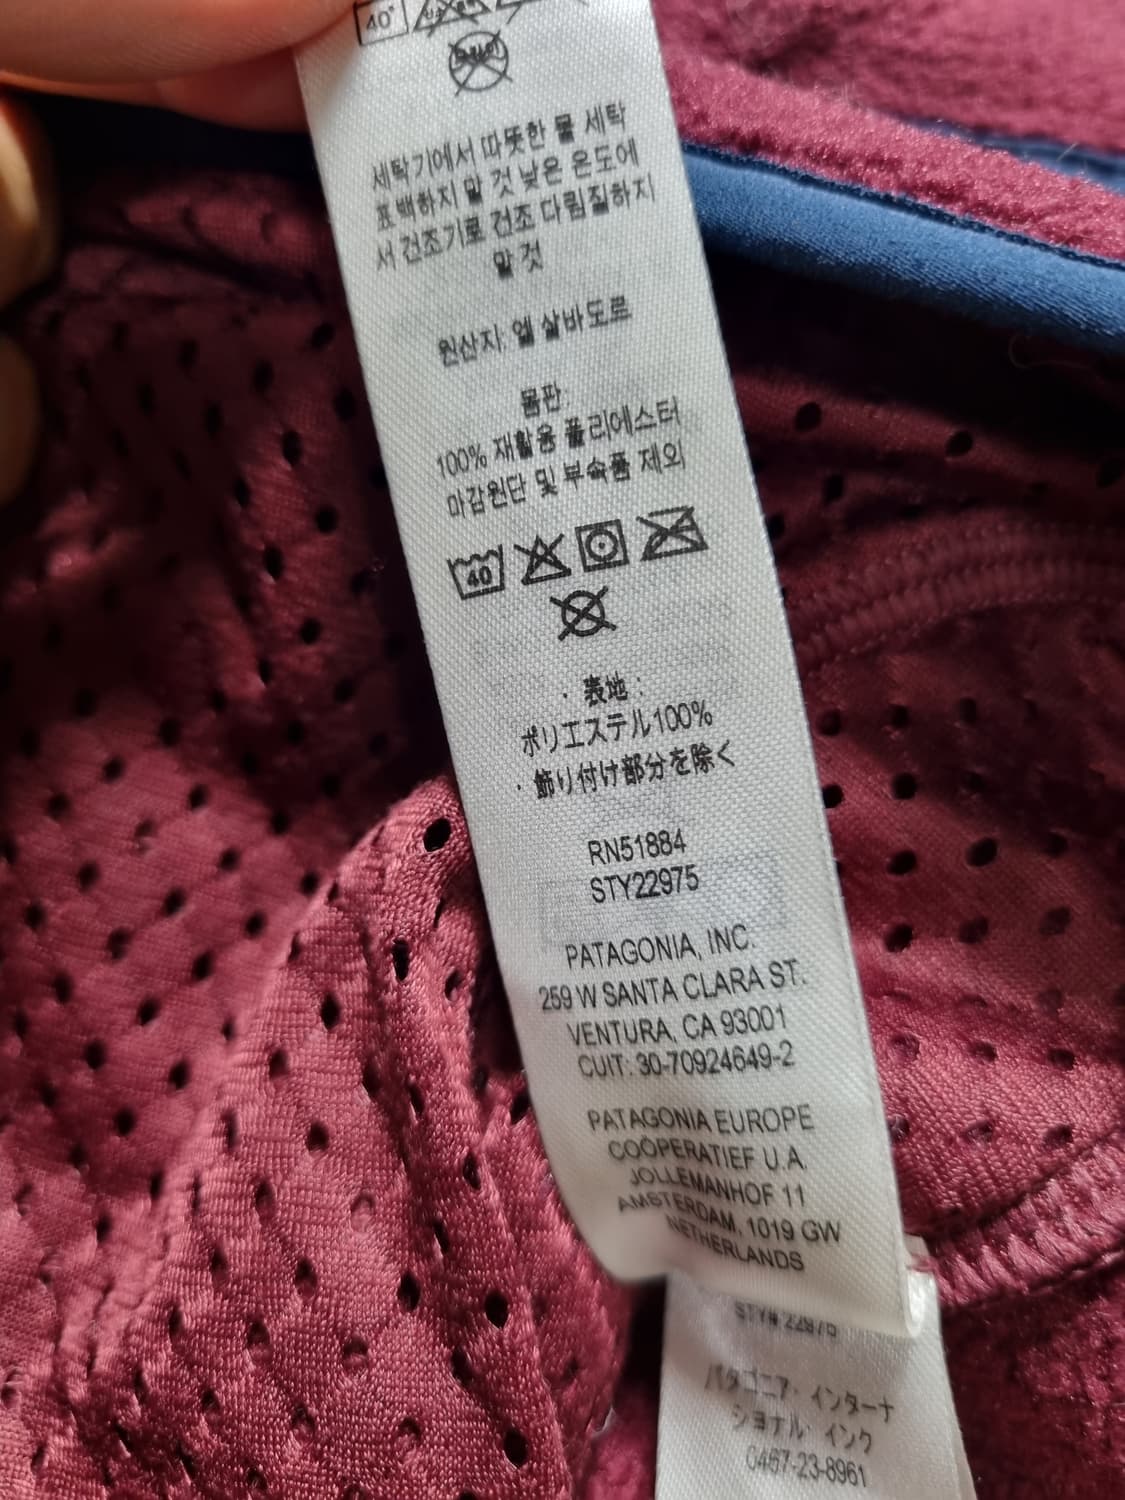 40°
세탁기에서 따뜻한 물 세탁
표백하지 말 것 낮은 온도에
서 건조기로 건조 다림질하지
말 것
원산지: 엘 살바도르
몸판:
100% 재활용 폴리에스터
마감원단 및 부속품 제외
40
· 表地 :
ポリエステル100%
· 飾り付け部分を除く
RN51884
STY22975
PATAGONIA, INC.
259 W SANTA CLARA ST.
VENTURA, CA 93001
CUIT: 30-70924649-2
PATAGONIA EUROPE
COÖPERATIEF U.A.
JOLLEMANHOF 11
AMSTERDAM, 1019 GW
NETHERLANDS
STY# 22975
パタゴニア・インターナ
ショナル・インク
0467-23-8961